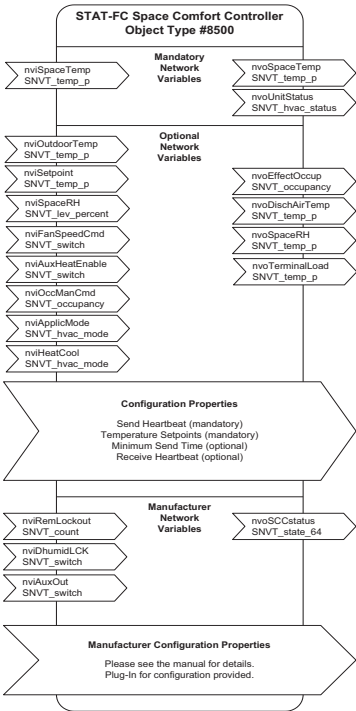 STAT-FC Space Comfort Controller
Object Type #8500
Mandatory
Network
Variables
nviSpaceTemp
SNVT_temp_p
nvoSpaceTemp
SNVT_temp_p
nvoUnitStatus
SNVT_hvac_status
Optional
Network
Variables
nviOutdoorTemp
SNVT_temp_p
nviSetpoint
SNVT_temp_p
nviSpaceRH
SNVT_lev_percent
nviFanSpeedCmd
SNVT_switch
nviAuxHeatEnable
SNVT_switch
nviOccManCmd
SNVT_occupancy
nviApplicMode
SNVT_hvac_mode
nviHeatCool
SNVT_hvac_mode
nvoEffectOccup
SNVT_occupancy
nvoDischAirTemp
SNVT_temp_p
nvoSpaceRH
SNVT_temp_p
nvoTerminalLoad
SNVT_temp_p
Configuration Properties
Send Heartbeat (mandatory)
Temperature Setpoints (mandatory)
Minimum Send Time (optional)
Receive Heartbeat (optional)
Manufacturer
Network
Variables
nviRemLockout
SNVT_count
nviDhumidLCK
SNVT_switch
nviAuxOut
SNVT_switch
nvoSCCstatus
SNVT_state_64
Manufacturer Configuration Properties
Please see the manual for details.
Plug-In for configuration provided.